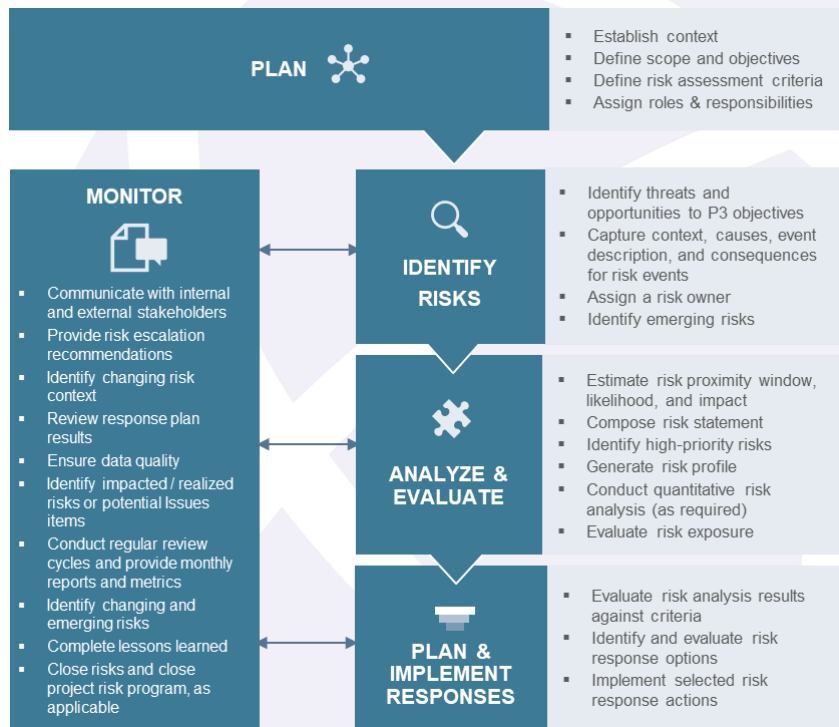 PLAN
▪ Establish context
▪ Define scope and objectives
▪ Define risk assessment criteria
▪ Assign roles & responsibilities
MONITOR
▪ Communicate with internal
and external stakeholders
▪ Provide risk escalation
recommendations
▪ Identify changing risk
context
▪ Review response plan
results
▪ Ensure data quality
▪ Identify impacted / realized
risks or potential Issues
items
▪ Conduct regular review
cycles and provide monthly
reports and metrics
▪ Identify changing and
emerging risks
▪ Complete lessons learned
▪ Close risks and close
project risk program, as
applicable
IDENTIFY
RISKS
▪ Identify threats and
opportunities to P3 objectives
▪ Capture context, causes, event
description, and consequences
for risk events
▪ Assign a risk owner
▪ Identify emerging risks
ANALYZE &
EVALUATE
▪ Estimate risk proximity window,
likelihood, and impact
▪ Compose risk statement
▪ Identify high-priority risks
▪ Generate risk profile
▪ Conduct quantitative risk
analysis (as required)
▪ Evaluate risk exposure
PLAN &
IMPLEMENT
RESPONSES
▪ Evaluate risk analysis results
against criteria
▪ Identify and evaluate risk
response options
▪ Implement selected risk
response actions